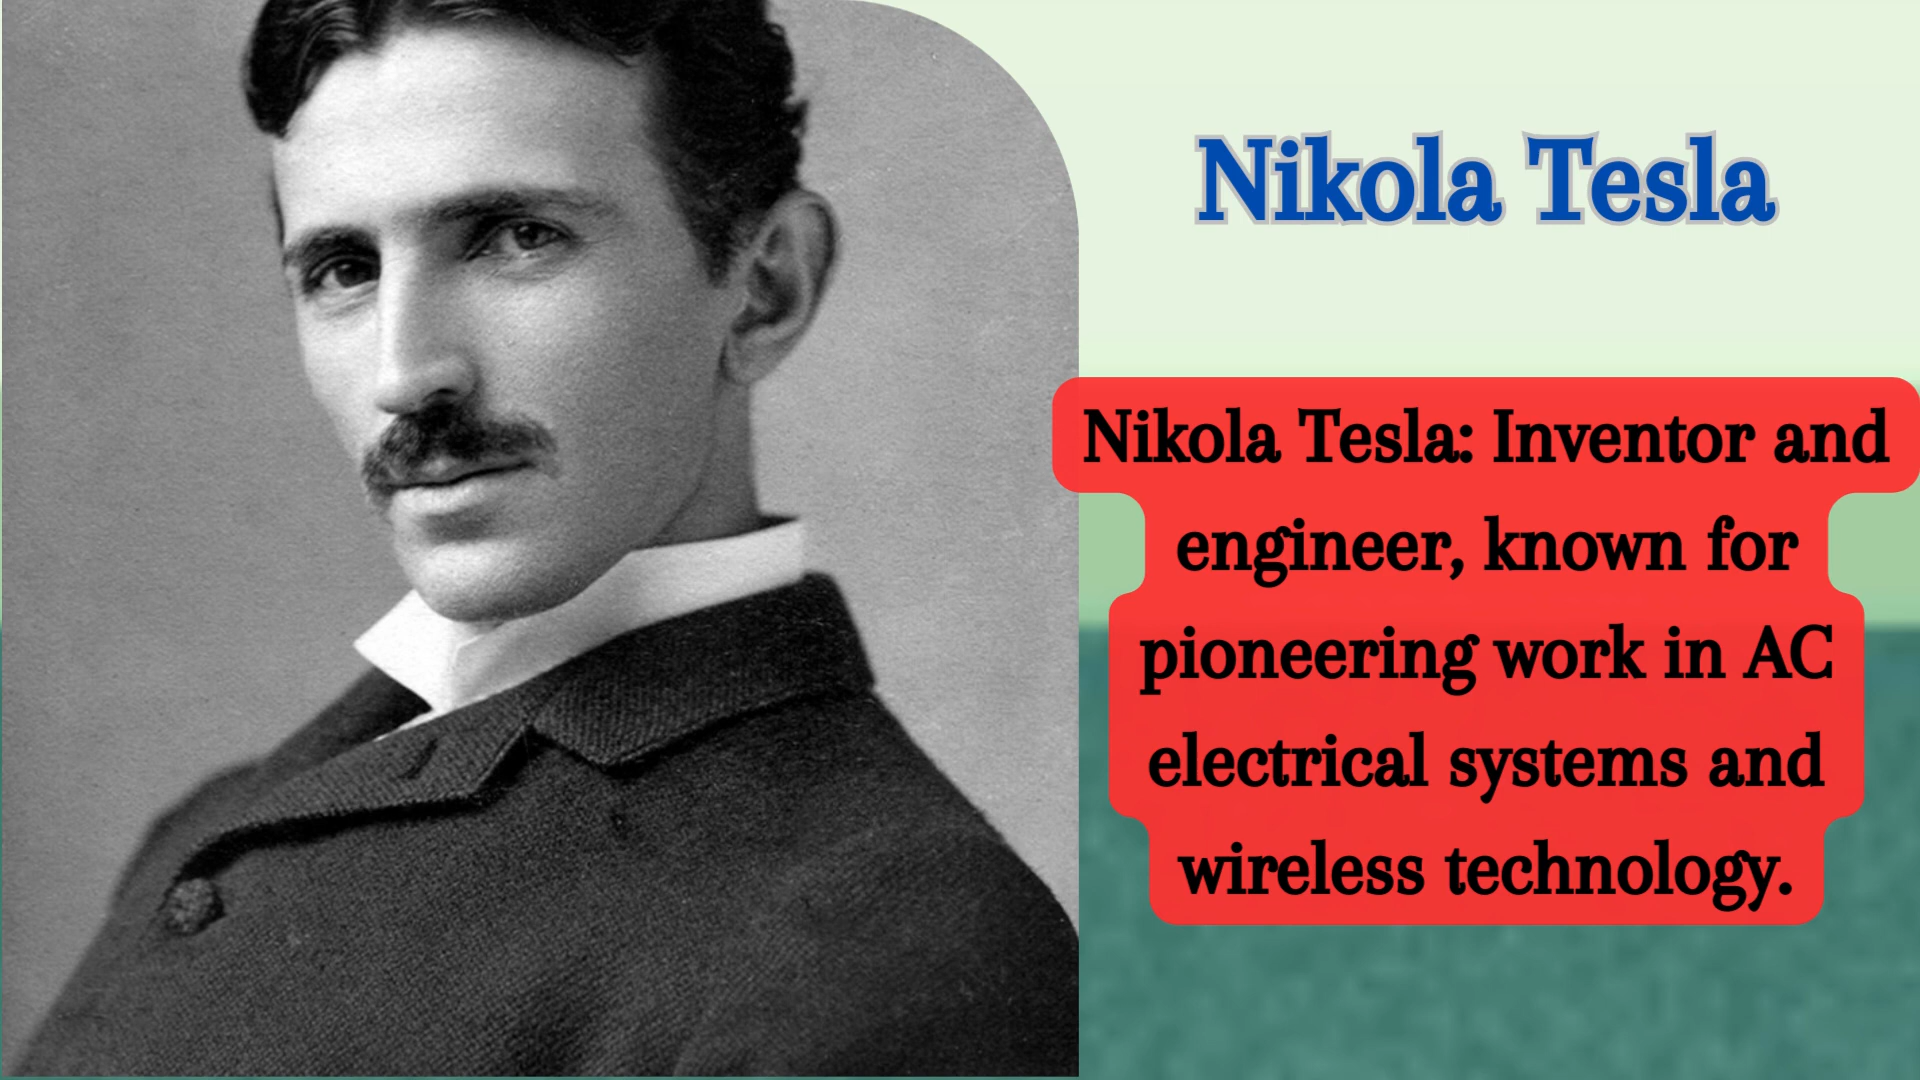 Nikola Tesla
Nikola Tesla: Inventor and
engineer, known for
pioneering work in AC
electrical systems and
wireless technology.